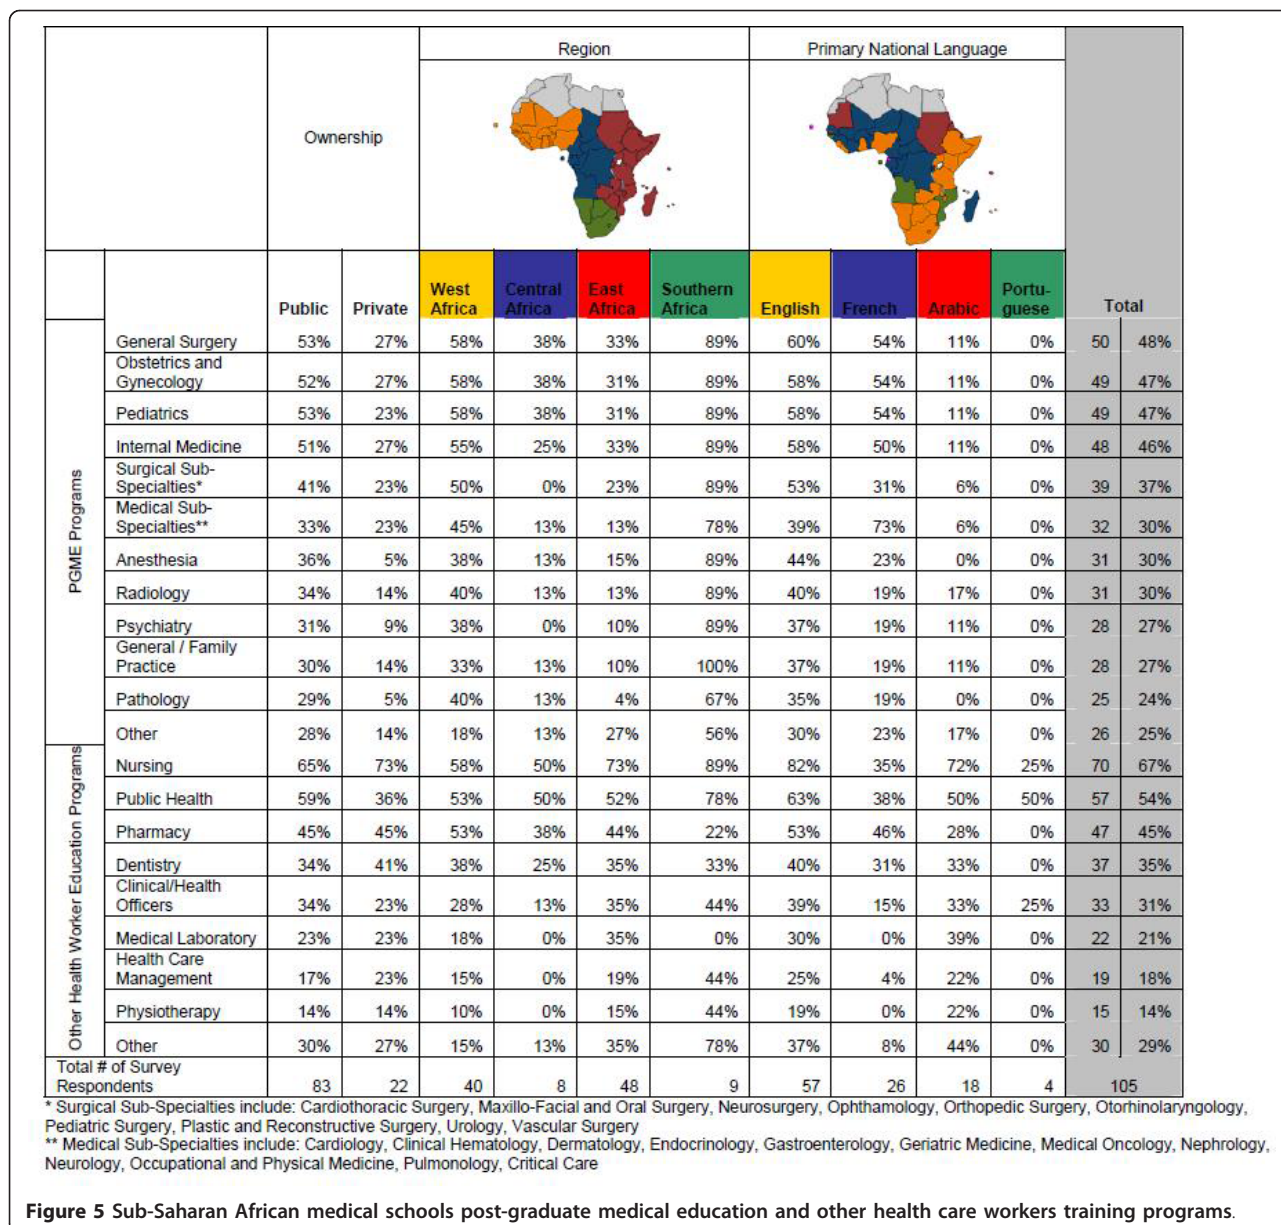 Region Primary National Language
Ownership
Public Private West Africa Central Africa East Africa Southern Africa English French Arabic Portu-guese Total
PGME Programs
General Surgery 53% 27% 58% 38% 33% 89% 60% 54% 11% 0% 50 48%
Obstetrics and Gynecology 52% 27% 58% 38% 31% 89% 58% 54% 11% 0% 49 47%
Pediatrics 53% 23% 58% 38% 31% 89% 58% 54% 11% 0% 49 47%
Internal Medicine 51% 27% 55% 25% 33% 89% 58% 50% 11% 0% 48 46%
Surgical Sub-Specialties* 41% 23% 50% 0% 23% 89% 53% 31% 6% 0% 39 37%
Medical Sub-Specialties** 33% 23% 45% 13% 13% 78% 39% 73% 6% 0% 32 30%
Anesthesia 36% 5% 38% 13% 15% 89% 44% 23% 0% 0% 31 30%
Radiology 34% 14% 40% 13% 13% 89% 40% 19% 17% 0% 31 30%
Psychiatry 31% 9% 38% 0% 10% 89% 37% 19% 11% 0% 28 27%
General / Family Practice 30% 14% 33% 13% 10% 100% 37% 19% 11% 0% 28 27%
Pathology 29% 5% 40% 13% 4% 67% 35% 19% 0% 0% 25 24%
Other 28% 14% 18% 13% 27% 56% 30% 23% 17% 0% 26 25%
Other Health Worker Education Programs
Nursing 65% 73% 58% 50% 73% 89% 82% 35% 72% 25% 70 67%
Public Health 59% 36% 53% 50% 52% 78% 63% 38% 50% 50% 57 54%
Pharmacy 45% 45% 53% 38% 44% 22% 53% 46% 28% 0% 47 45%
Dentistry 34% 41% 38% 25% 35% 33% 40% 31% 33% 0% 37 35%
Clinical/Health Officers 34% 23% 28% 13% 35% 44% 39% 15% 33% 25% 33 31%
Medical Laboratory 23% 23% 18% 0% 35% 0% 30% 0% 39% 0% 22 21%
Health Care Management 17% 23% 15% 0% 19% 44% 25% 4% 22% 0% 19 18%
Physiotherapy 14% 14% 10% 0% 15% 44% 19% 0% 22% 0% 15 14%
Other 30% 27% 15% 13% 35% 78% 37% 8% 44% 0% 30 29%
Total # of Survey Respondents 83 22 40 8 48 9 57 26 18 4 105
* Surgical Sub-Specialties include: Cardiothoracic Surgery, Maxillo-Facial and Oral Surgery, Neurosurgery, Ophthamology, Orthopedic Surgery, Otorhinolaryngology,
Pediatric Surgery, Plastic and Reconstructive Surgery, Urology, Vascular Surgery
** Medical Sub-Specialties include: Cardiology, Clinical Hematology, Dermatology, Endocrinology, Gastroenterology, Geriatric Medicine, Medical Oncology, Nephrology,
Neurology, Occupational and Physical Medicine, Pulmonology, Critical Care
Figure 5 Sub-Saharan African medical schools post-graduate medical education and other health care workers training programs.